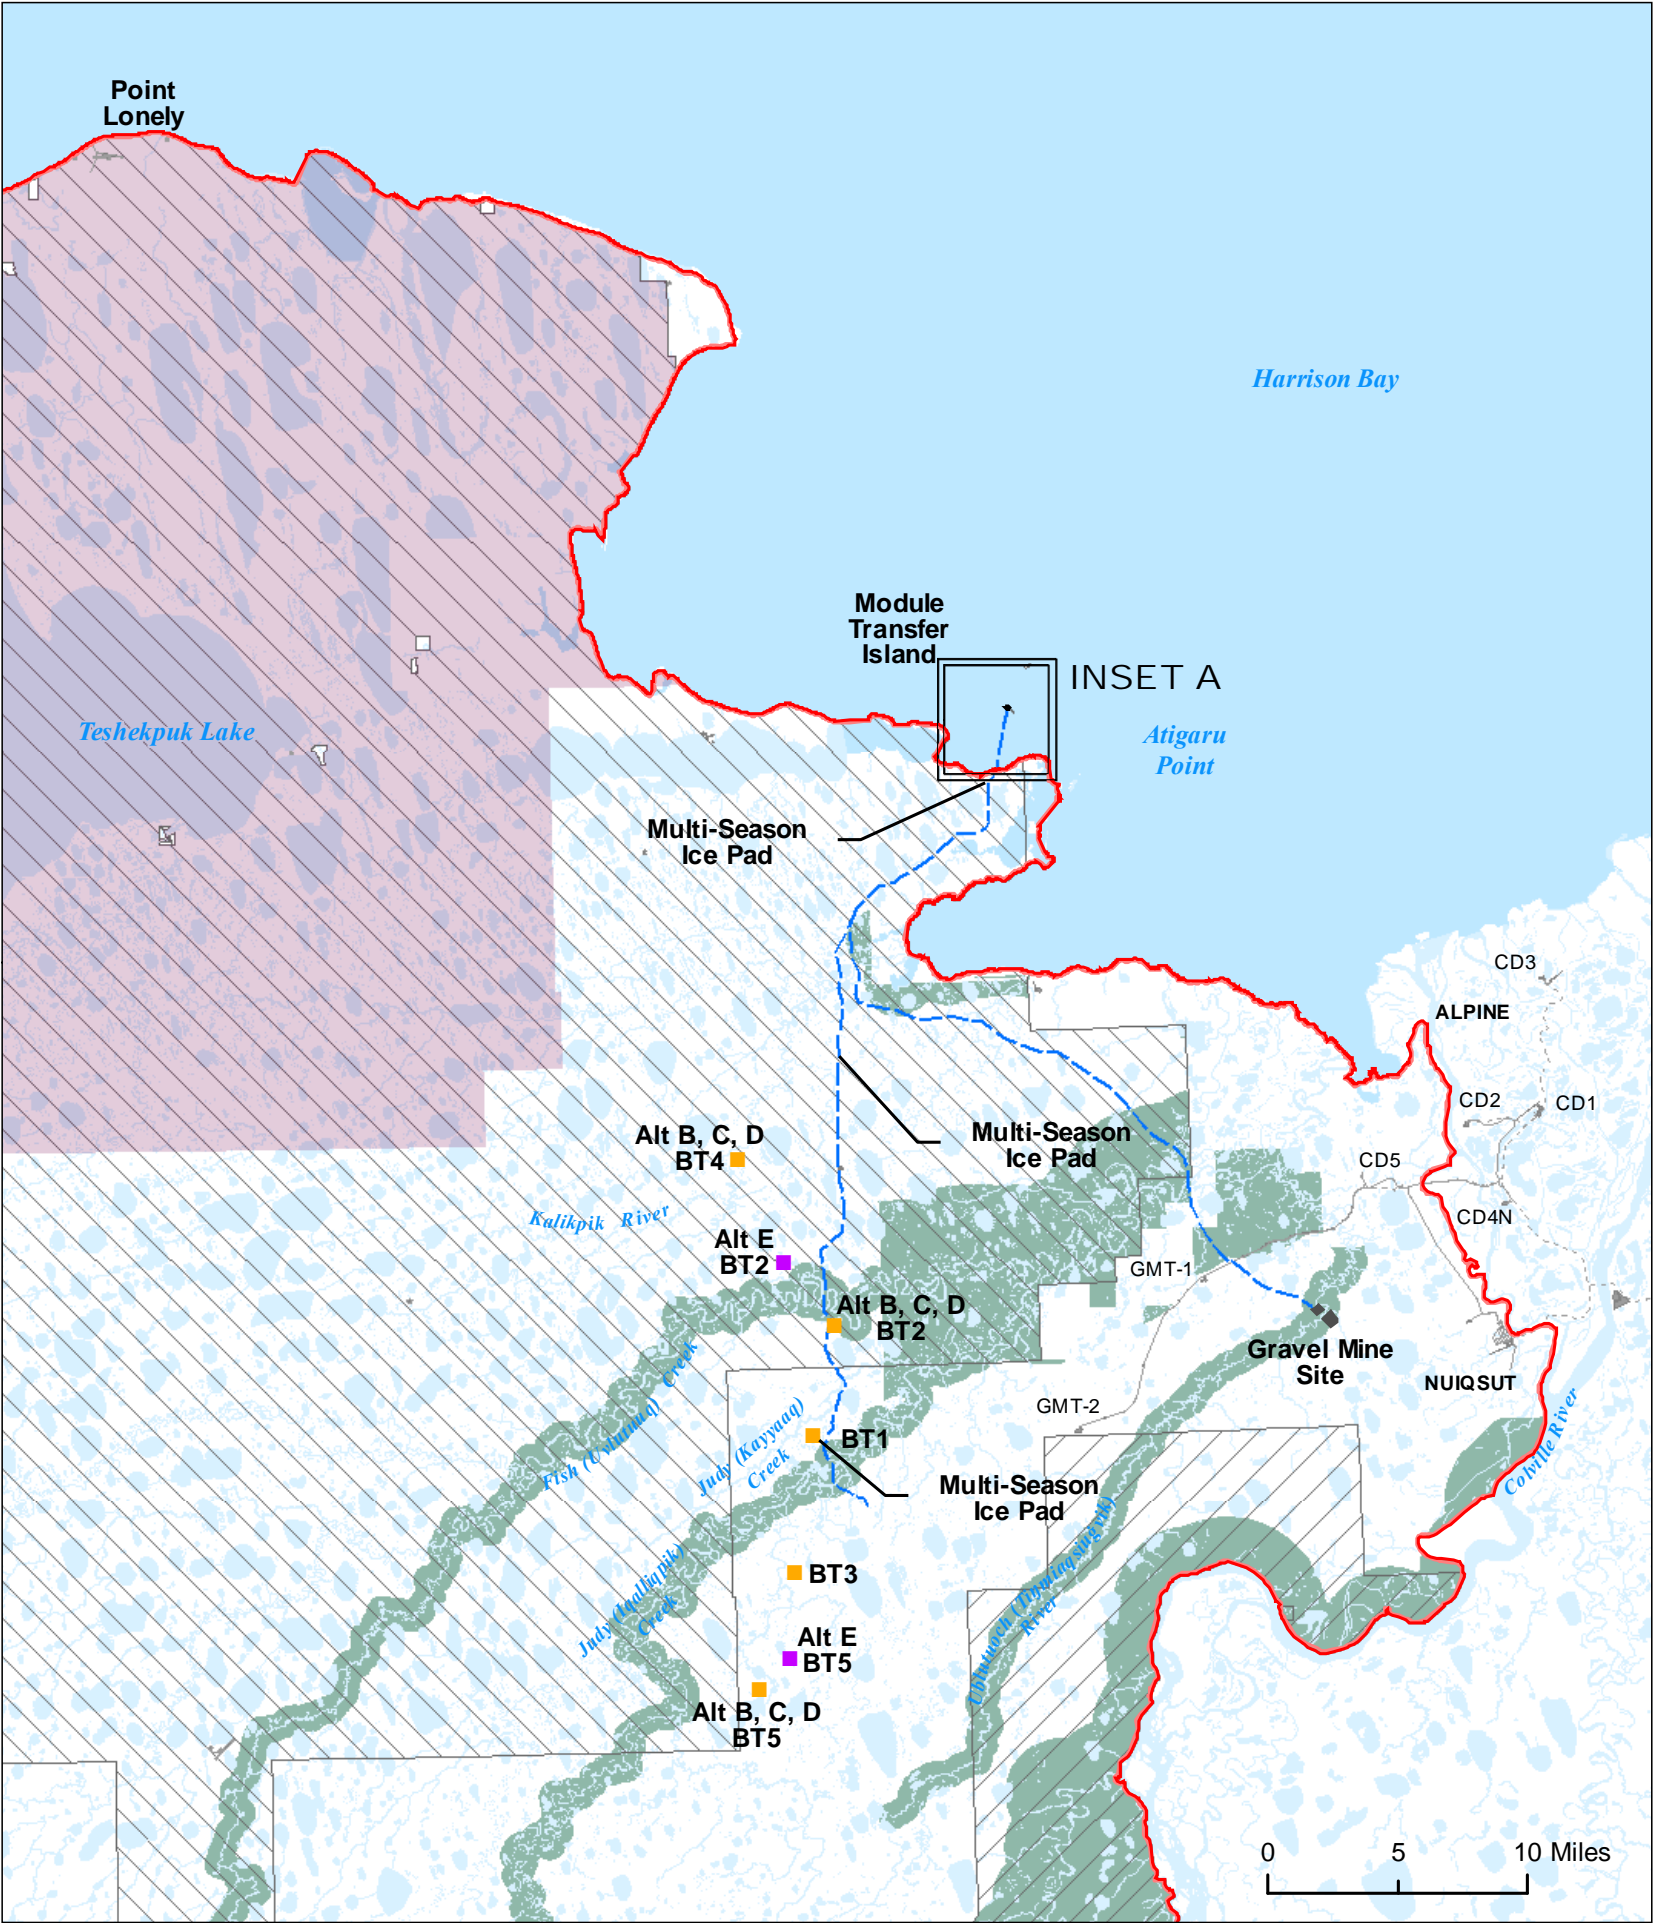 Point
Lonely
Harrison Bay
Module
Transfer
Island
INSET A
Teshekpuk Lake
Atigaru
Point
Multi-Season
Ice Pad
CD3
ALPINE
CD2
CD1
Alt B, C, D
BT4
Multi-Season
Ice Pad
CD5
Kalikpik River
CD4N
Alt E
BT2
GMT-1
Alt B, C, D
BT2
Gravel Mine
Site
NUIQSUT
Fish (Uvlutuuq) Creek
Judy (Kayyaaq)
Creek
GMT-2
BT1
Colville River
Multi-Season
Ice Pad
BT3
Judy (Iqalliqpik)
Creek
Ublutuoch (Tinmiaqsiugvik)
River
Alt E
BT5
Alt B, C, D
BT5
0 5 10 Miles